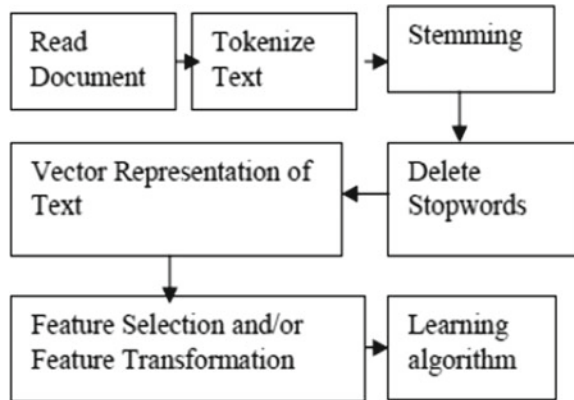 Read
Document
Tokenize
Text
Stemming
Vector Representation of
Text
Delete
Stopwords
Feature Selection and/or
Feature Transformation
Learning
algorithm